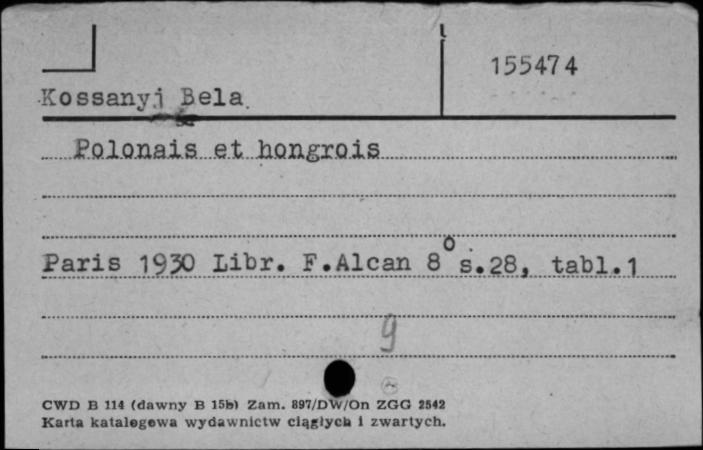 155474
Kossanyi Bela.
Polonais et hongrois
Paris 1930 Libr. F.Alcan 8° s.28, tabl.1
9
CWD B 114 (dawny B 15b) Zam. 897/DW/On ZGG 2542
Karta katalogowa wydawnictw ciągłych i zwartych.